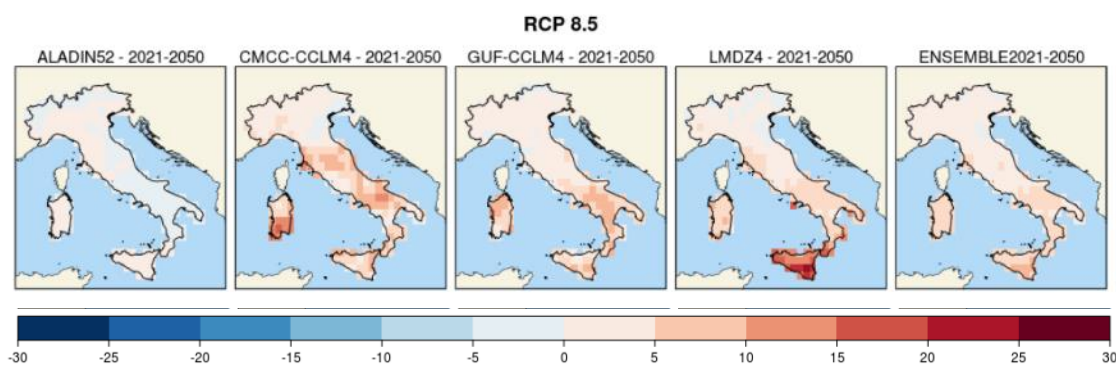 RCP 8.5
ALADIN52 - 2021-2050 CMCC-CCLM4 - 2021-2050 GUF-CCLM4 - 2021-2050 LMDZ4 - 2021-2050 ENSEMBLE2021-2050
-30 -25 -20 -15 -10 -5 0 5 10 15 20 25 30